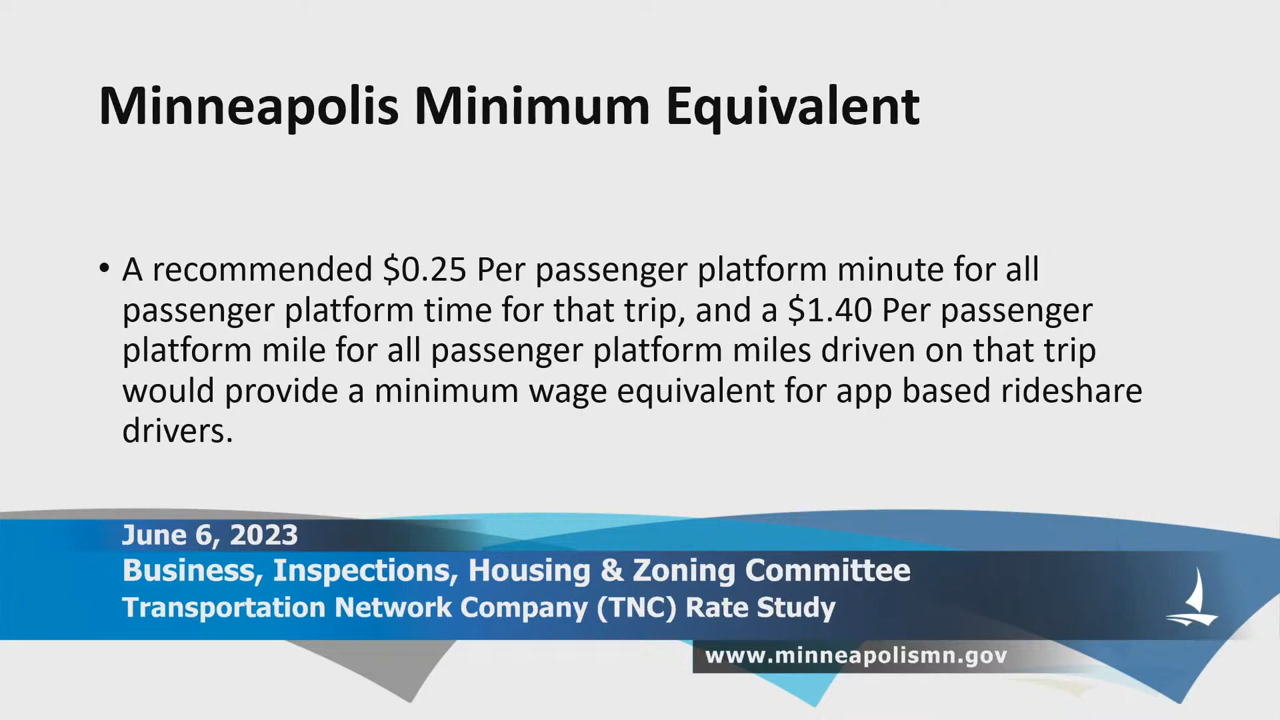 Minneapolis Minimum Equivalent
• A recommended $0.25 Per passenger platform minute for all
passenger platform time for that trip, and a $1.40 Per passenger
platform mile for all passenger platform miles driven on that trip
would provide a minimum wage equivalent for app based rideshare
drivers.
June 6, 2023
Business, Inspections, Housing & Zoning Committee
Transportation Network Company (TNC) Rate Study
www.minneapolismn.gov